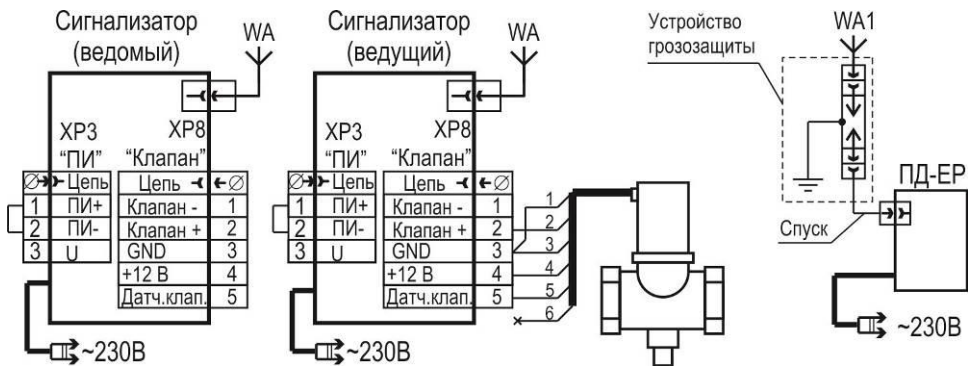 Сигнализатор
(ведомый)
WA
XP3
XP8
"ПИ"
"Клапан"
Цепь
Цепь
1 ПИ+
Клапан - 1
2 ПИ-
Клапан + 2
3 U
GND 3
+12 В 4
Датч.клап. 5
~230В
Сигнализатор
(ведущий)
WA
XP3
XP8
"ПИ"
"Клапан"
Цепь
Цепь
1 ПИ+
Клапан - 1
2 ПИ-
Клапан + 2
3 U
GND 3
+12 В 4
Датч.клап. 5
1
2
3
4
5
6
~230В
Устройство
грозозащиты
WA1
ПД-ЕР
Спуск
~230В